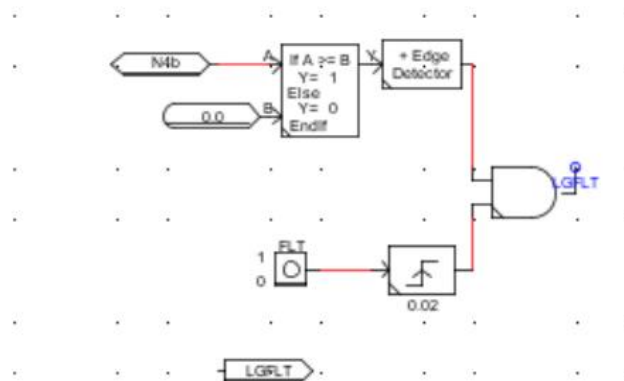 N4b
A
If A >= B
Y= 1
Else
Y= 0
EndIf
Y
+ Edge
Detector
0.0
B
LGFLT
FLT
1
0
0.02
LGFLT